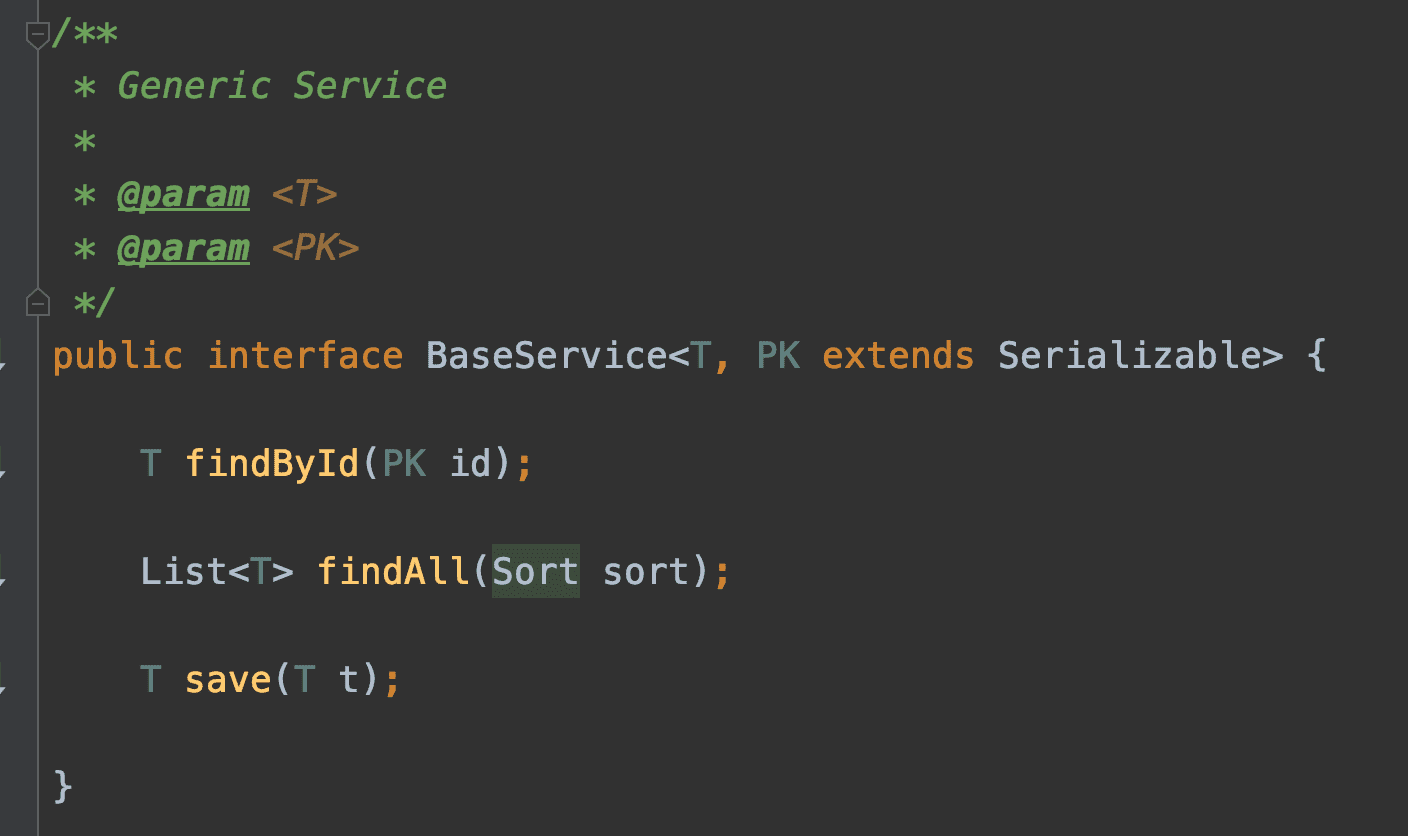 /**
 * Generic Service
 *
 * @param <T>
 * @param <PK>
 */
public interface BaseService<T, PK extends Serializable> {
    T findById(PK id);
    List<T> findAll(Sort sort);
    T save(T t);
}